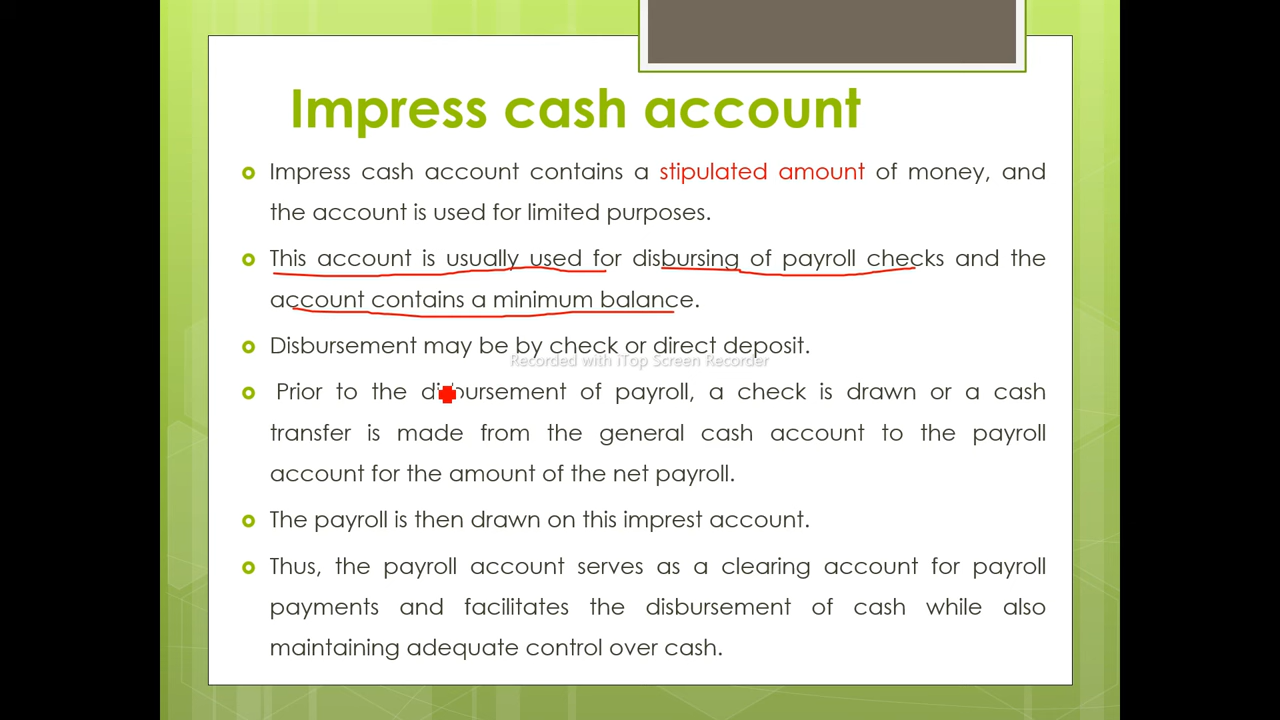 Impress cash account
Impress cash account contains a stipulated amount of money, and
the account is used for limited purposes.
This account is usually used for disbursing of payroll checks and the
account contains a minimum balance.
Disbursement may be by check or direct deposit.
Recorded with iTop Screen Recorder
Prior to the disbursement of payroll, a check is drawn or a cash
transfer is made from the general cash account to the payroll
account for the amount of the net payroll.
The payroll is then drawn on this imprest account.
Thus, the payroll account serves as a clearing account for payroll
payments and facilitates the disbursement of cash while also
maintaining adequate control over cash.